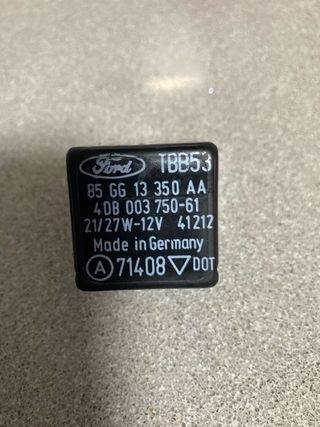 Ford TBB53
85 GG 13 350 AA
4DB 003 750-61
21/27W-12V 41212
Made in Germany
A 71408 DOT